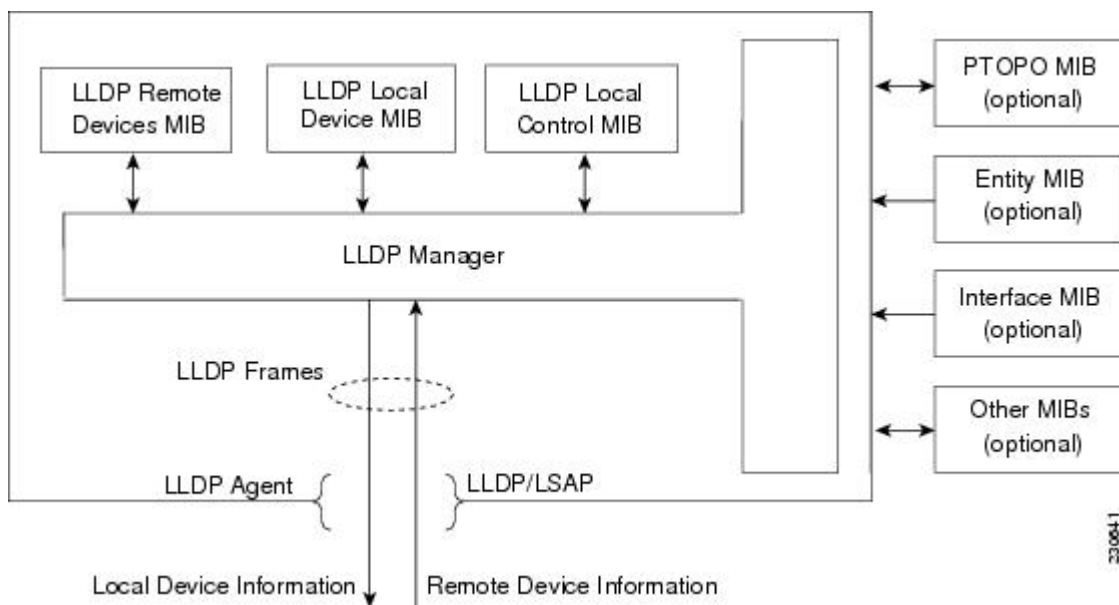 LLDP Remote
Devices MIB
LLDP Local
Device MIB
LLDP Local
Control MIB
PTOPO MIB
(optional)
Entity MIB
(optional)
LLDP Manager
Interface MIB
(optional)
LLDP Frames
Other MIBs
(optional)
LLDP Agent
LLDP/LSAP
Local Device Information
Remote Device Information